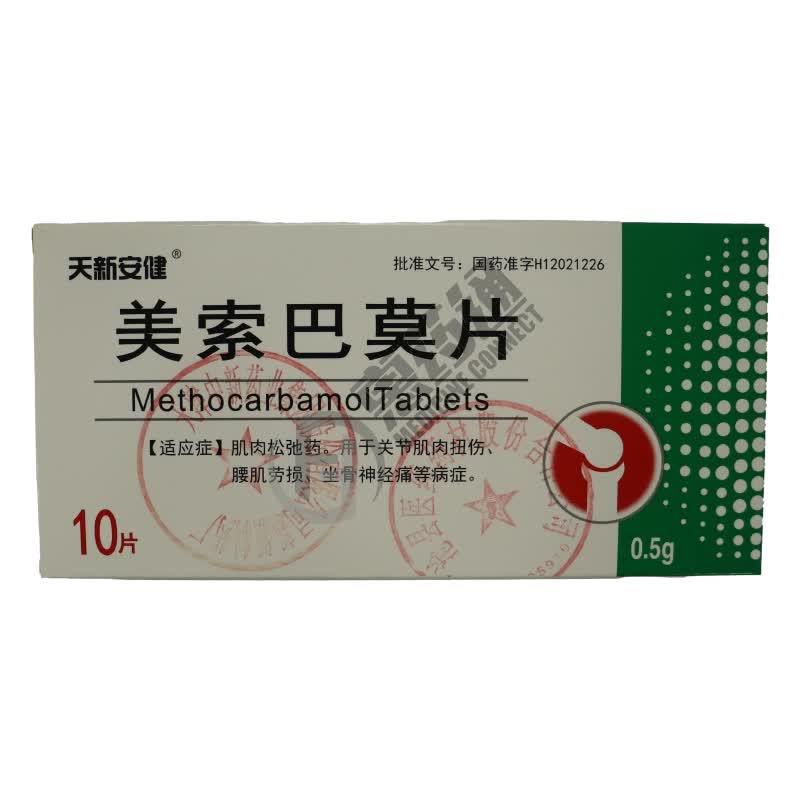 天新安健®
批准文号：国药准字H12021226
美索巴莫片
MethocarbamolTablets
【适应症】肌肉松弛药。用于关节肌肉扭伤、
腰肌劳损、坐骨神经痛等病症。
10片
0.5g
MEDICINE CONNECT